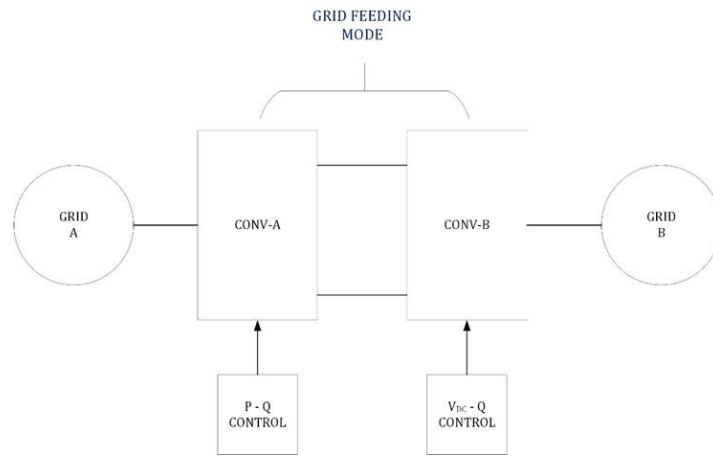 GRID FEEDING
MODE
GRID
A
CONV-A
CONV-B
GRID
B
P - Q
CONTROL
VDC - Q
CONTROL